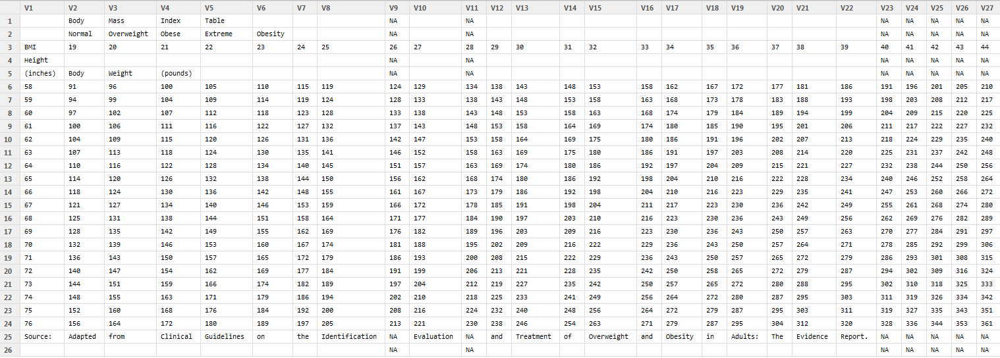 V1 V2 V3 V4 V5 V6 V7 V8 V9 V10 V11 V12 V13 V14 V15 V16 V17 V18 V19 V20 V21 V22 V23 V24 V25 V26 V27
1 Body Mass Index Table NA NA NA NA NA NA NA
2 Normal Overweight Obese Extreme Obesity NA NA NA NA NA NA NA
3 BMI 19 20 21 22 23 24 25 26 27 28 29 30 31 32 33 34 35 36 37 38 39 40 41 42 43 44
4 Height NA NA NA NA NA NA NA
5 (inches) Body Weight (pounds) NA NA NA NA NA NA NA
6 58 91 96 100 105 110 115 119 124 129 134 138 143 148 153 158 162 167 172 177 181 186 191 196 201 205 210
7 59 94 99 104 109 114 119 124 128 133 138 143 148 153 158 163 168 173 178 183 188 193 198 203 208 212 217
8 60 97 102 107 112 118 123 128 133 138 143 148 153 158 163 168 174 179 184 189 194 199 204 209 215 220 225
9 61 100 106 111 116 122 127 132 137 143 148 153 158 164 169 174 180 185 190 195 201 206 211 217 222 227 232
10 62 104 109 115 120 126 131 136 142 147 153 158 164 169 175 180 186 191 196 202 207 213 218 224 229 235 240
11 63 107 113 118 124 130 135 141 146 152 158 163 169 175 180 186 191 197 203 208 214 220 225 231 237 242 248
12 64 110 116 122 128 134 140 145 151 157 163 169 174 180 186 192 197 204 209 215 221 227 232 238 244 250 256
13 65 114 120 126 132 138 144 150 156 162 168 174 180 186 192 198 204 210 216 222 228 234 240 246 252 258 264
14 66 118 124 130 136 142 148 155 161 167 173 179 186 192 198 204 210 216 223 229 235 241 247 253 260 266 272
15 67 121 127 134 140 146 153 159 166 172 178 185 191 198 204 211 217 223 230 236 242 249 255 261 268 274 280
16 68 125 131 138 144 151 158 164 171 177 184 190 197 203 210 216 223 230 236 243 249 256 262 269 276 282 289
17 69 128 135 142 149 155 162 169 176 182 189 196 203 209 216 223 230 236 243 250 257 263 270 277 284 291 297
18 70 132 139 146 153 160 167 174 181 188 195 202 209 216 222 229 236 243 250 257 264 271 278 285 292 299 306
19 71 136 143 150 157 165 172 179 186 193 200 208 215 222 229 236 243 250 257 265 272 279 286 293 301 308 315
20 72 140 147 154 162 169 177 184 191 199 206 213 221 228 235 242 250 258 265 272 279 287 294 302 309 316 324
21 73 144 151 159 166 174 182 189 197 204 212 219 227 235 242 250 257 265 272 280 288 295 302 310 318 325 333
22 74 148 155 163 171 179 186 194 202 210 218 225 233 241 249 256 264 272 280 287 295 303 311 319 326 334 342
23 75 152 160 168 176 184 192 200 208 216 224 232 240 248 256 264 272 279 287 295 303 311 319 327 335 343 351
24 76 156 164 172 180 189 197 205 213 221 230 238 246 254 263 271 279 287 295 304 312 320 328 336 344 353 361
25 Source: Adapted from Clinical Guidelines on the Identification NA Evaluation NA and Treatment of Overweight and Obesity in Adults: The Evidence Report. NA NA NA NA NA
26 NA NA NA NA NA NA NA